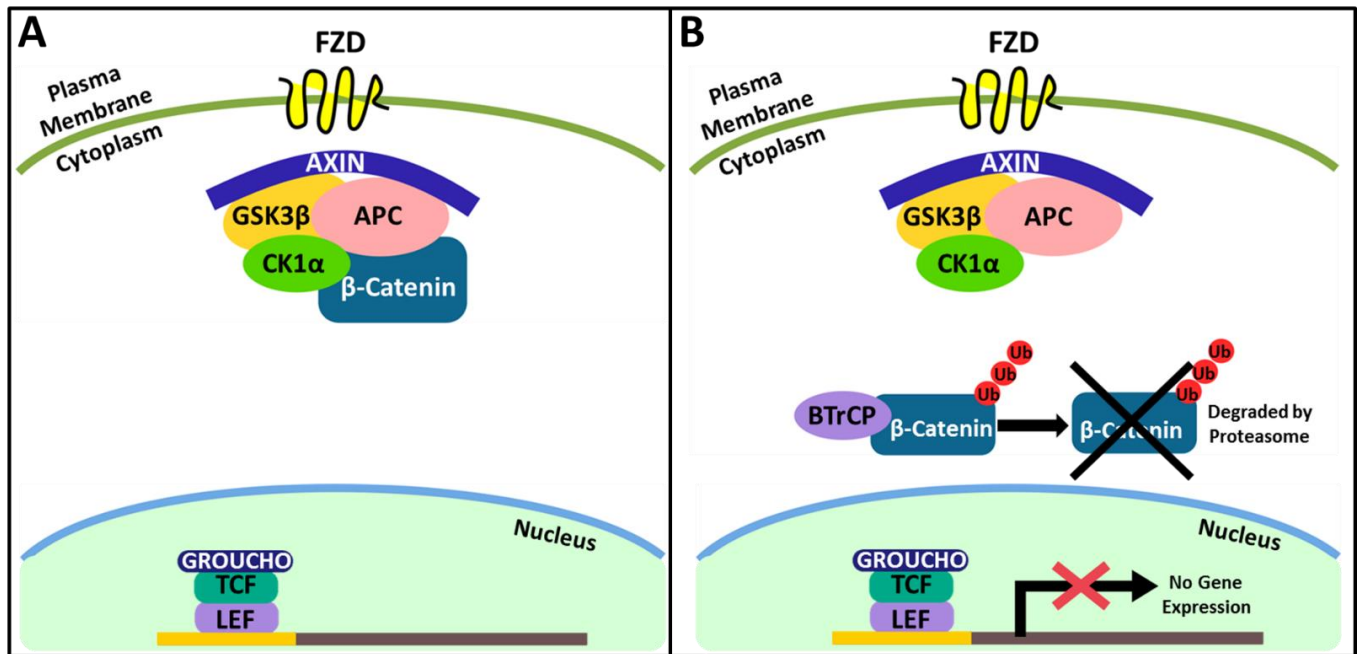 A
FZD
Plasma
Membrane
Cytoplasm
AXIN
GSK3β
APC
CK1α
β-Catenin
Nucleus
GROUCHO
TCF
LEF
B
FZD
Plasma
Membrane
Cytoplasm
AXIN
GSK3β
APC
CK1α
Ub
Ub
Ub
BTrCP
β-Catenin
Ub
Ub
Ub
β-Catenin
Degraded by
Proteasome
Nucleus
GROUCHO
TCF
LEF
No Gene
Expression